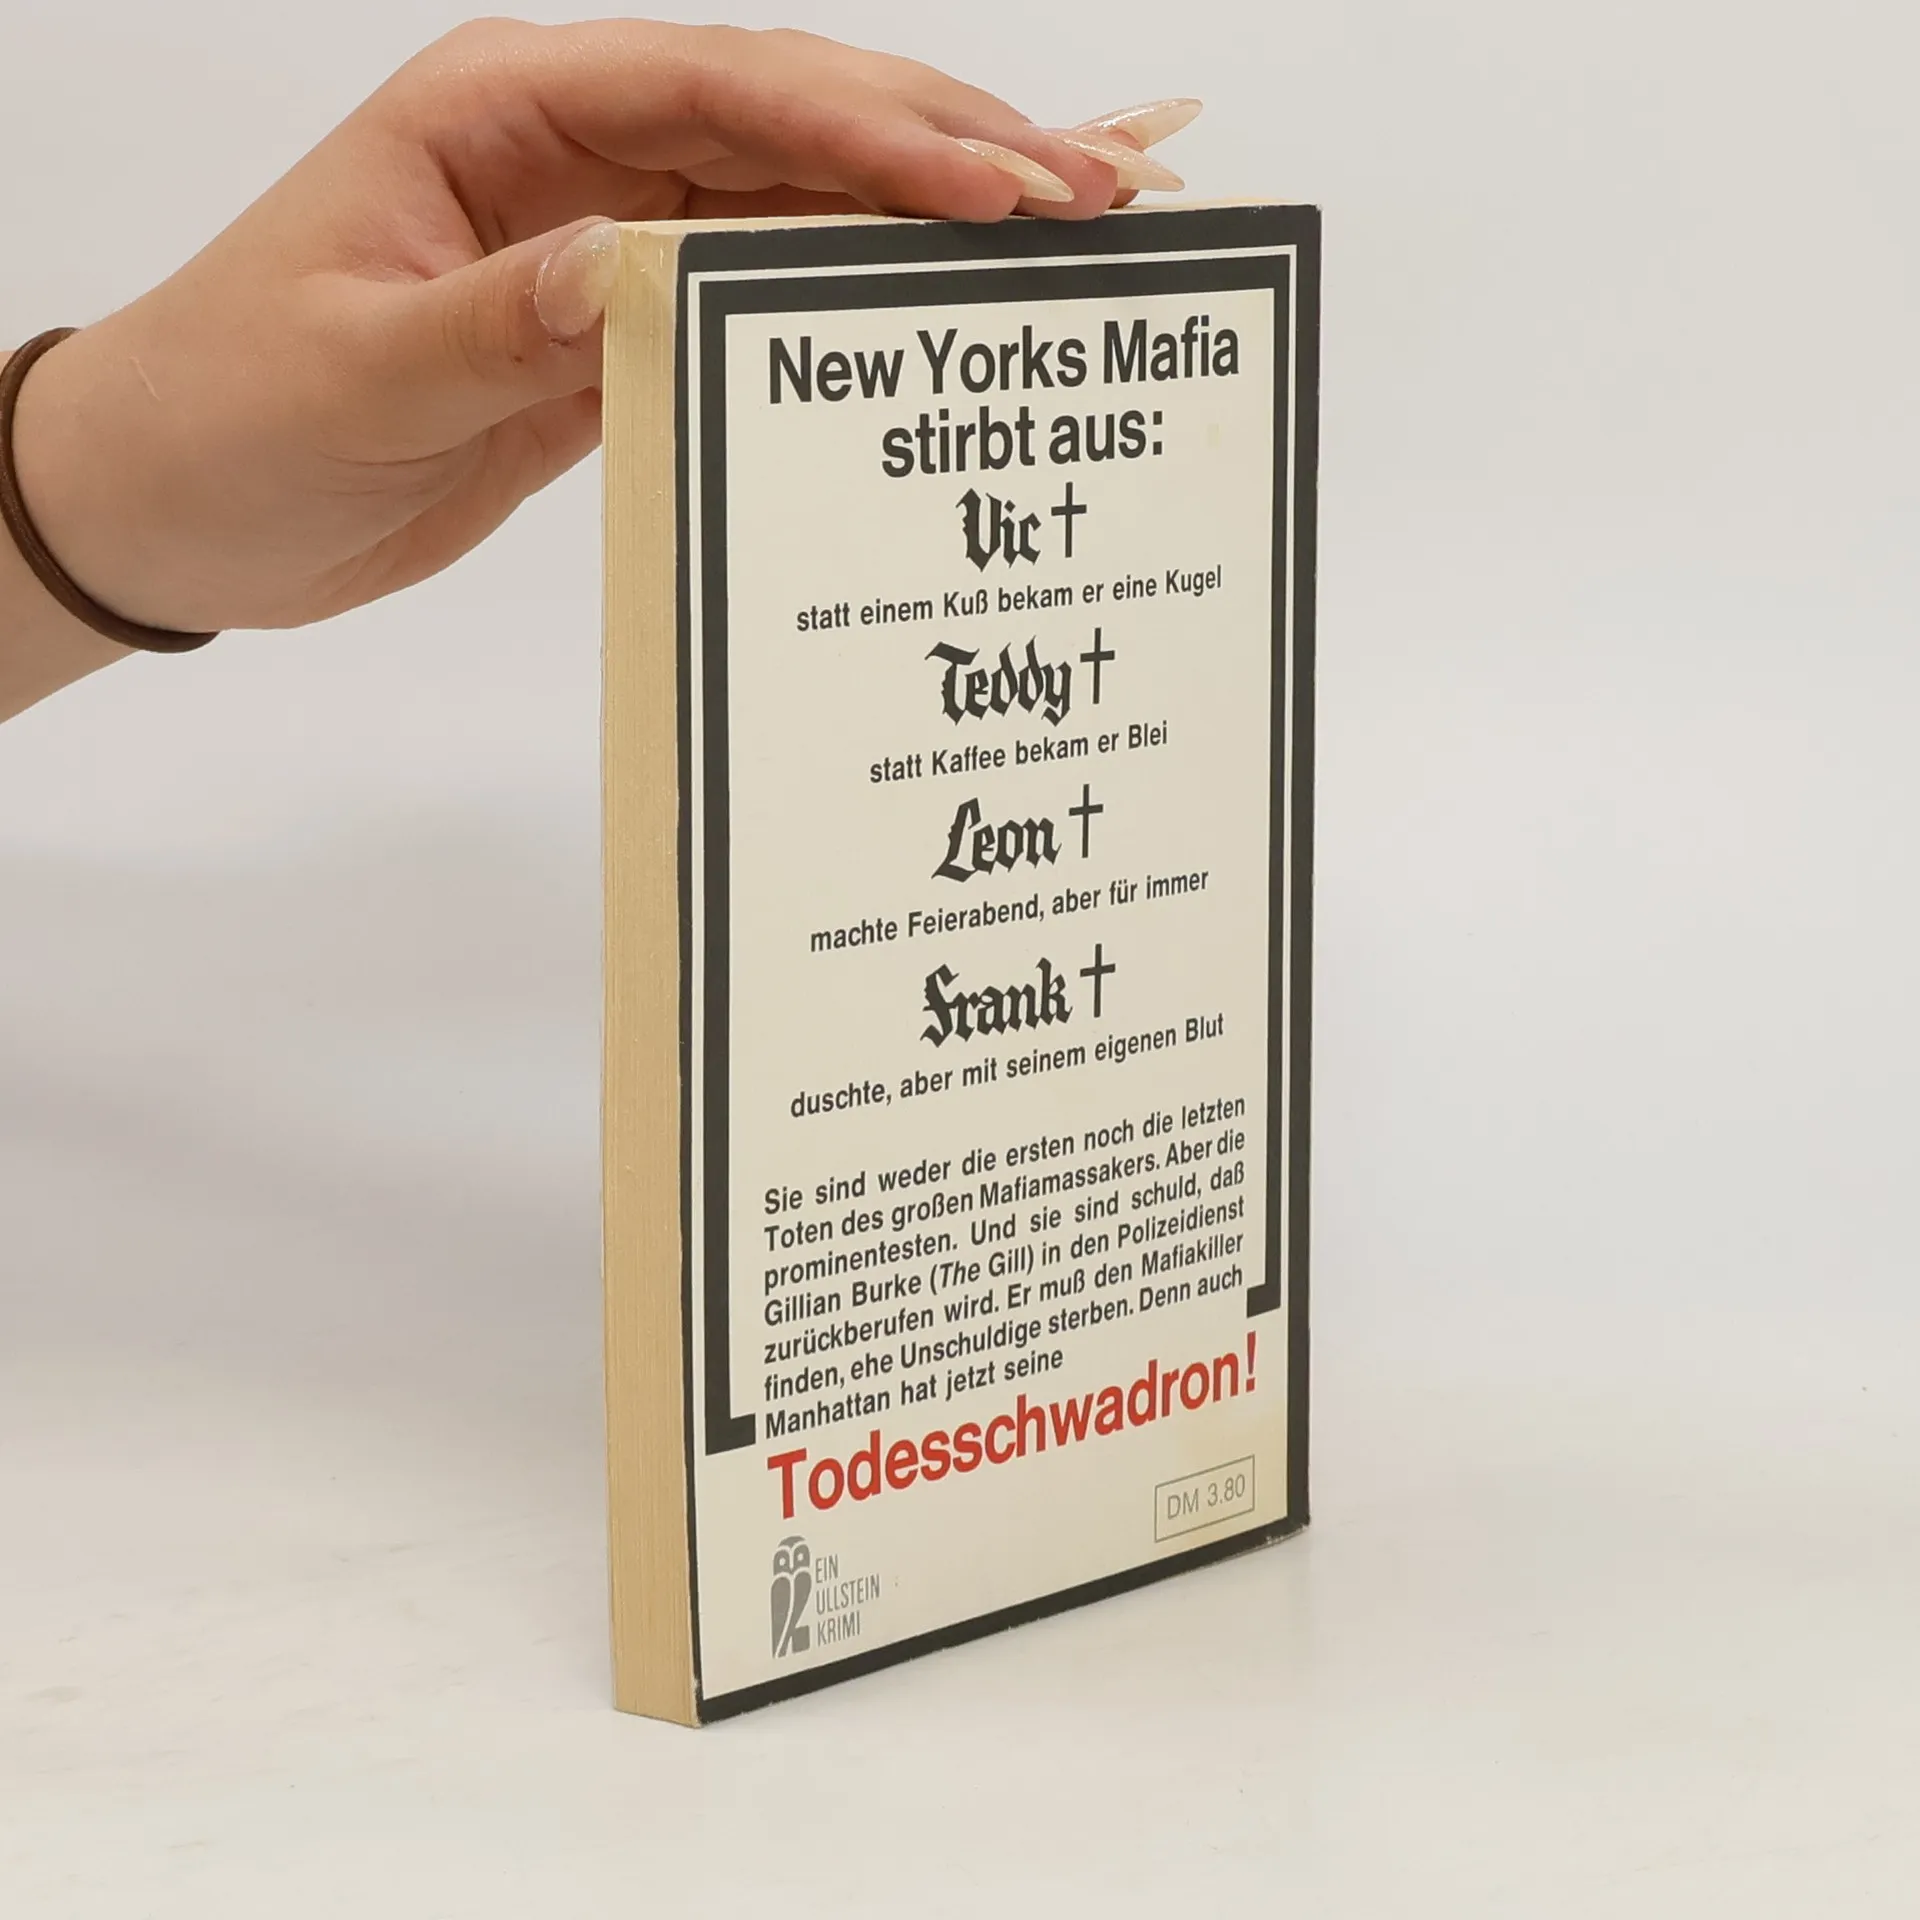 New Yorks Mafia
stirbt aus:
Vic †
statt einem Kuß bekam er eine Kugel
Teddy †
statt Kaffee bekam er Blei
Leon †
machte Feierabend, aber für immer
Frank †
duschte, aber mit seinem eigenen Blut
Sie sind weder die ersten noch die letzten
Toten des großen Mafiamassakers. Aber die
prominentesten. Und sie sind schuld, daß
Gillian Burke (The Gill) in den Polizeidienst
zurückberufen wird. Er muß den Mafiakiller
finden, ehe Unschuldige sterben. Denn auch
Manhattan hat jetzt seine
Todesschwadron!
DM 3.80
EIN
ULLSTEIN
KRIMI